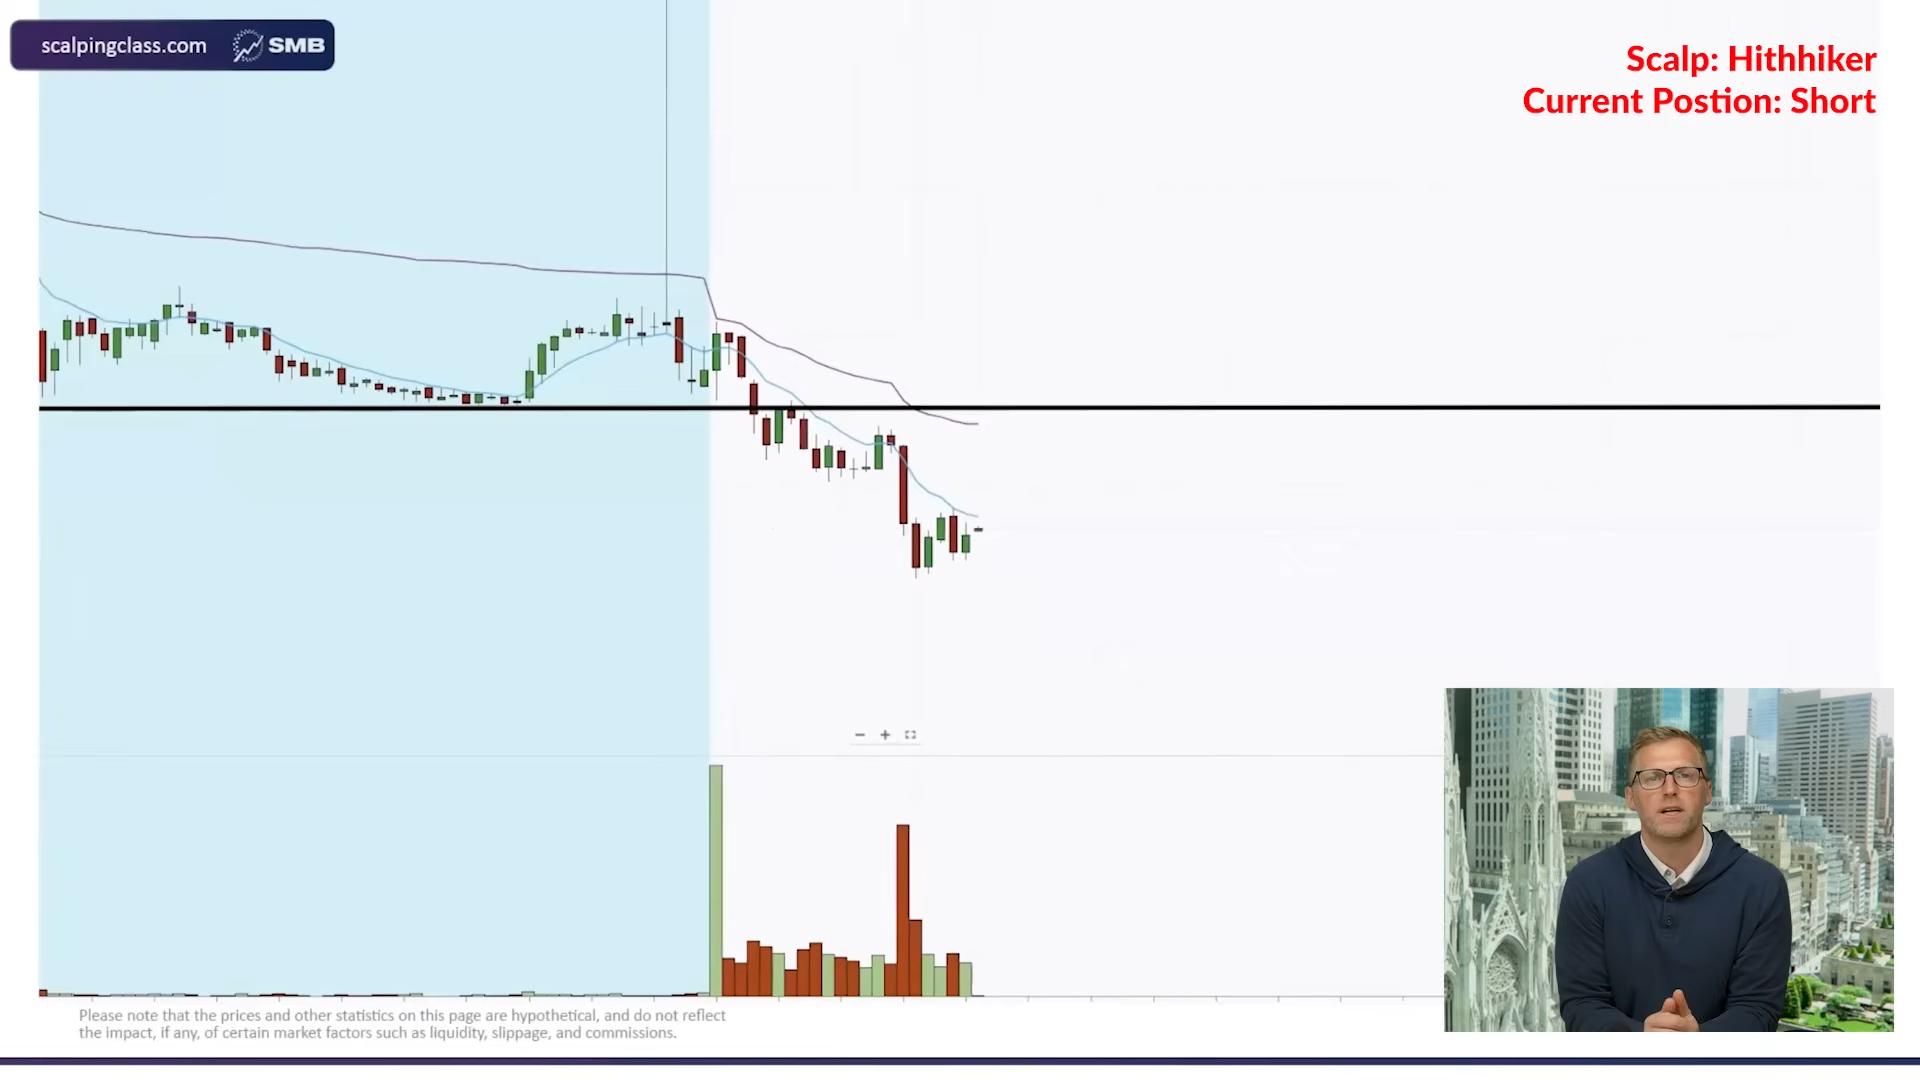 scalpingclass.com SMB
Scalp: Hithhiker
Current Postion: Short
Please note that the prices and other statistics on this page are hypothetical, and do not reflect
the impact, if any, of certain market factors such as liquidity, slippage, and commissions.